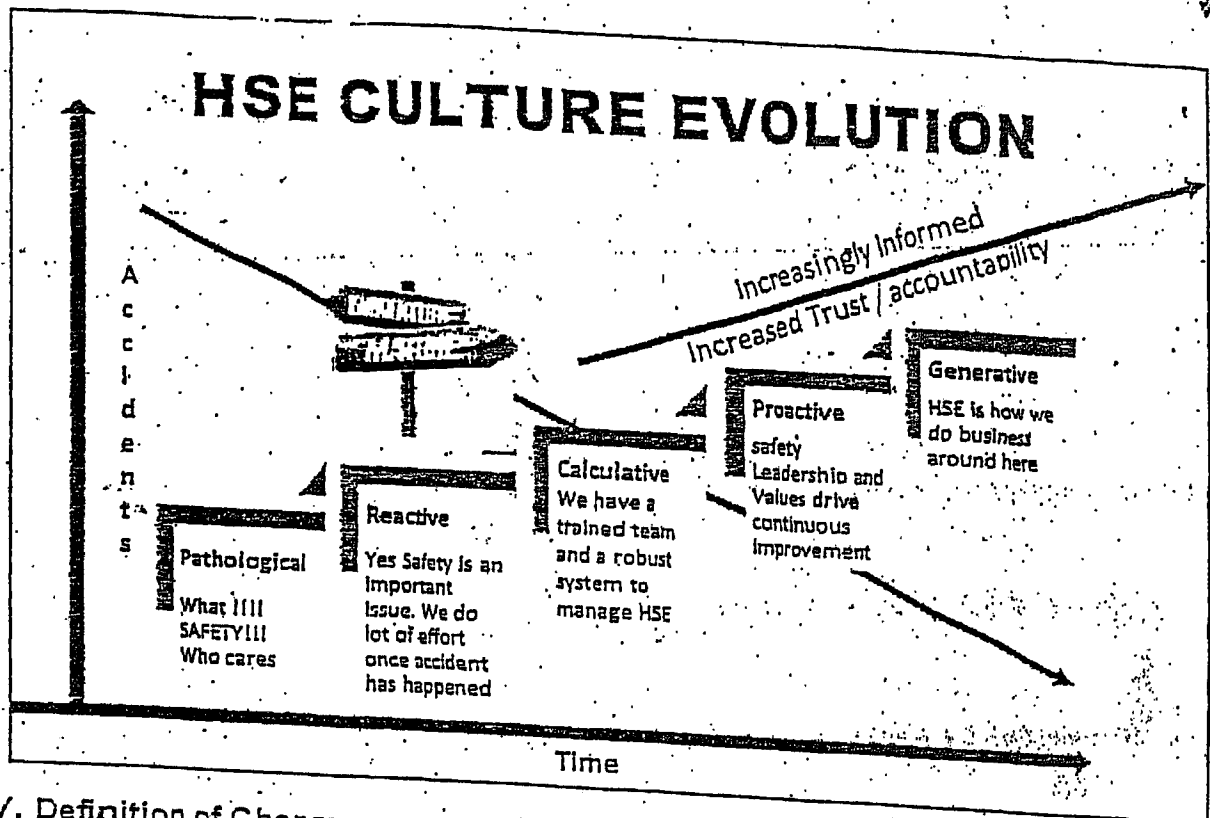 HSE CULTURE EVOLUTION
Accidents
Increasingly Informed
Increased Trust / accountability
Pathological
What !!!!
SAFETY!!!
Who cares
Reactive
Yes Safety is an
Important
Issue. We do
lot of effort
once accident
has happened
Calculative
We have a
trained team
and a robust
system to
manage HSE
Proactive
safety
Leadership and
Values drive
continuous
Improvement
Generative
HSE is how we
do business
around here
Time
Definition of